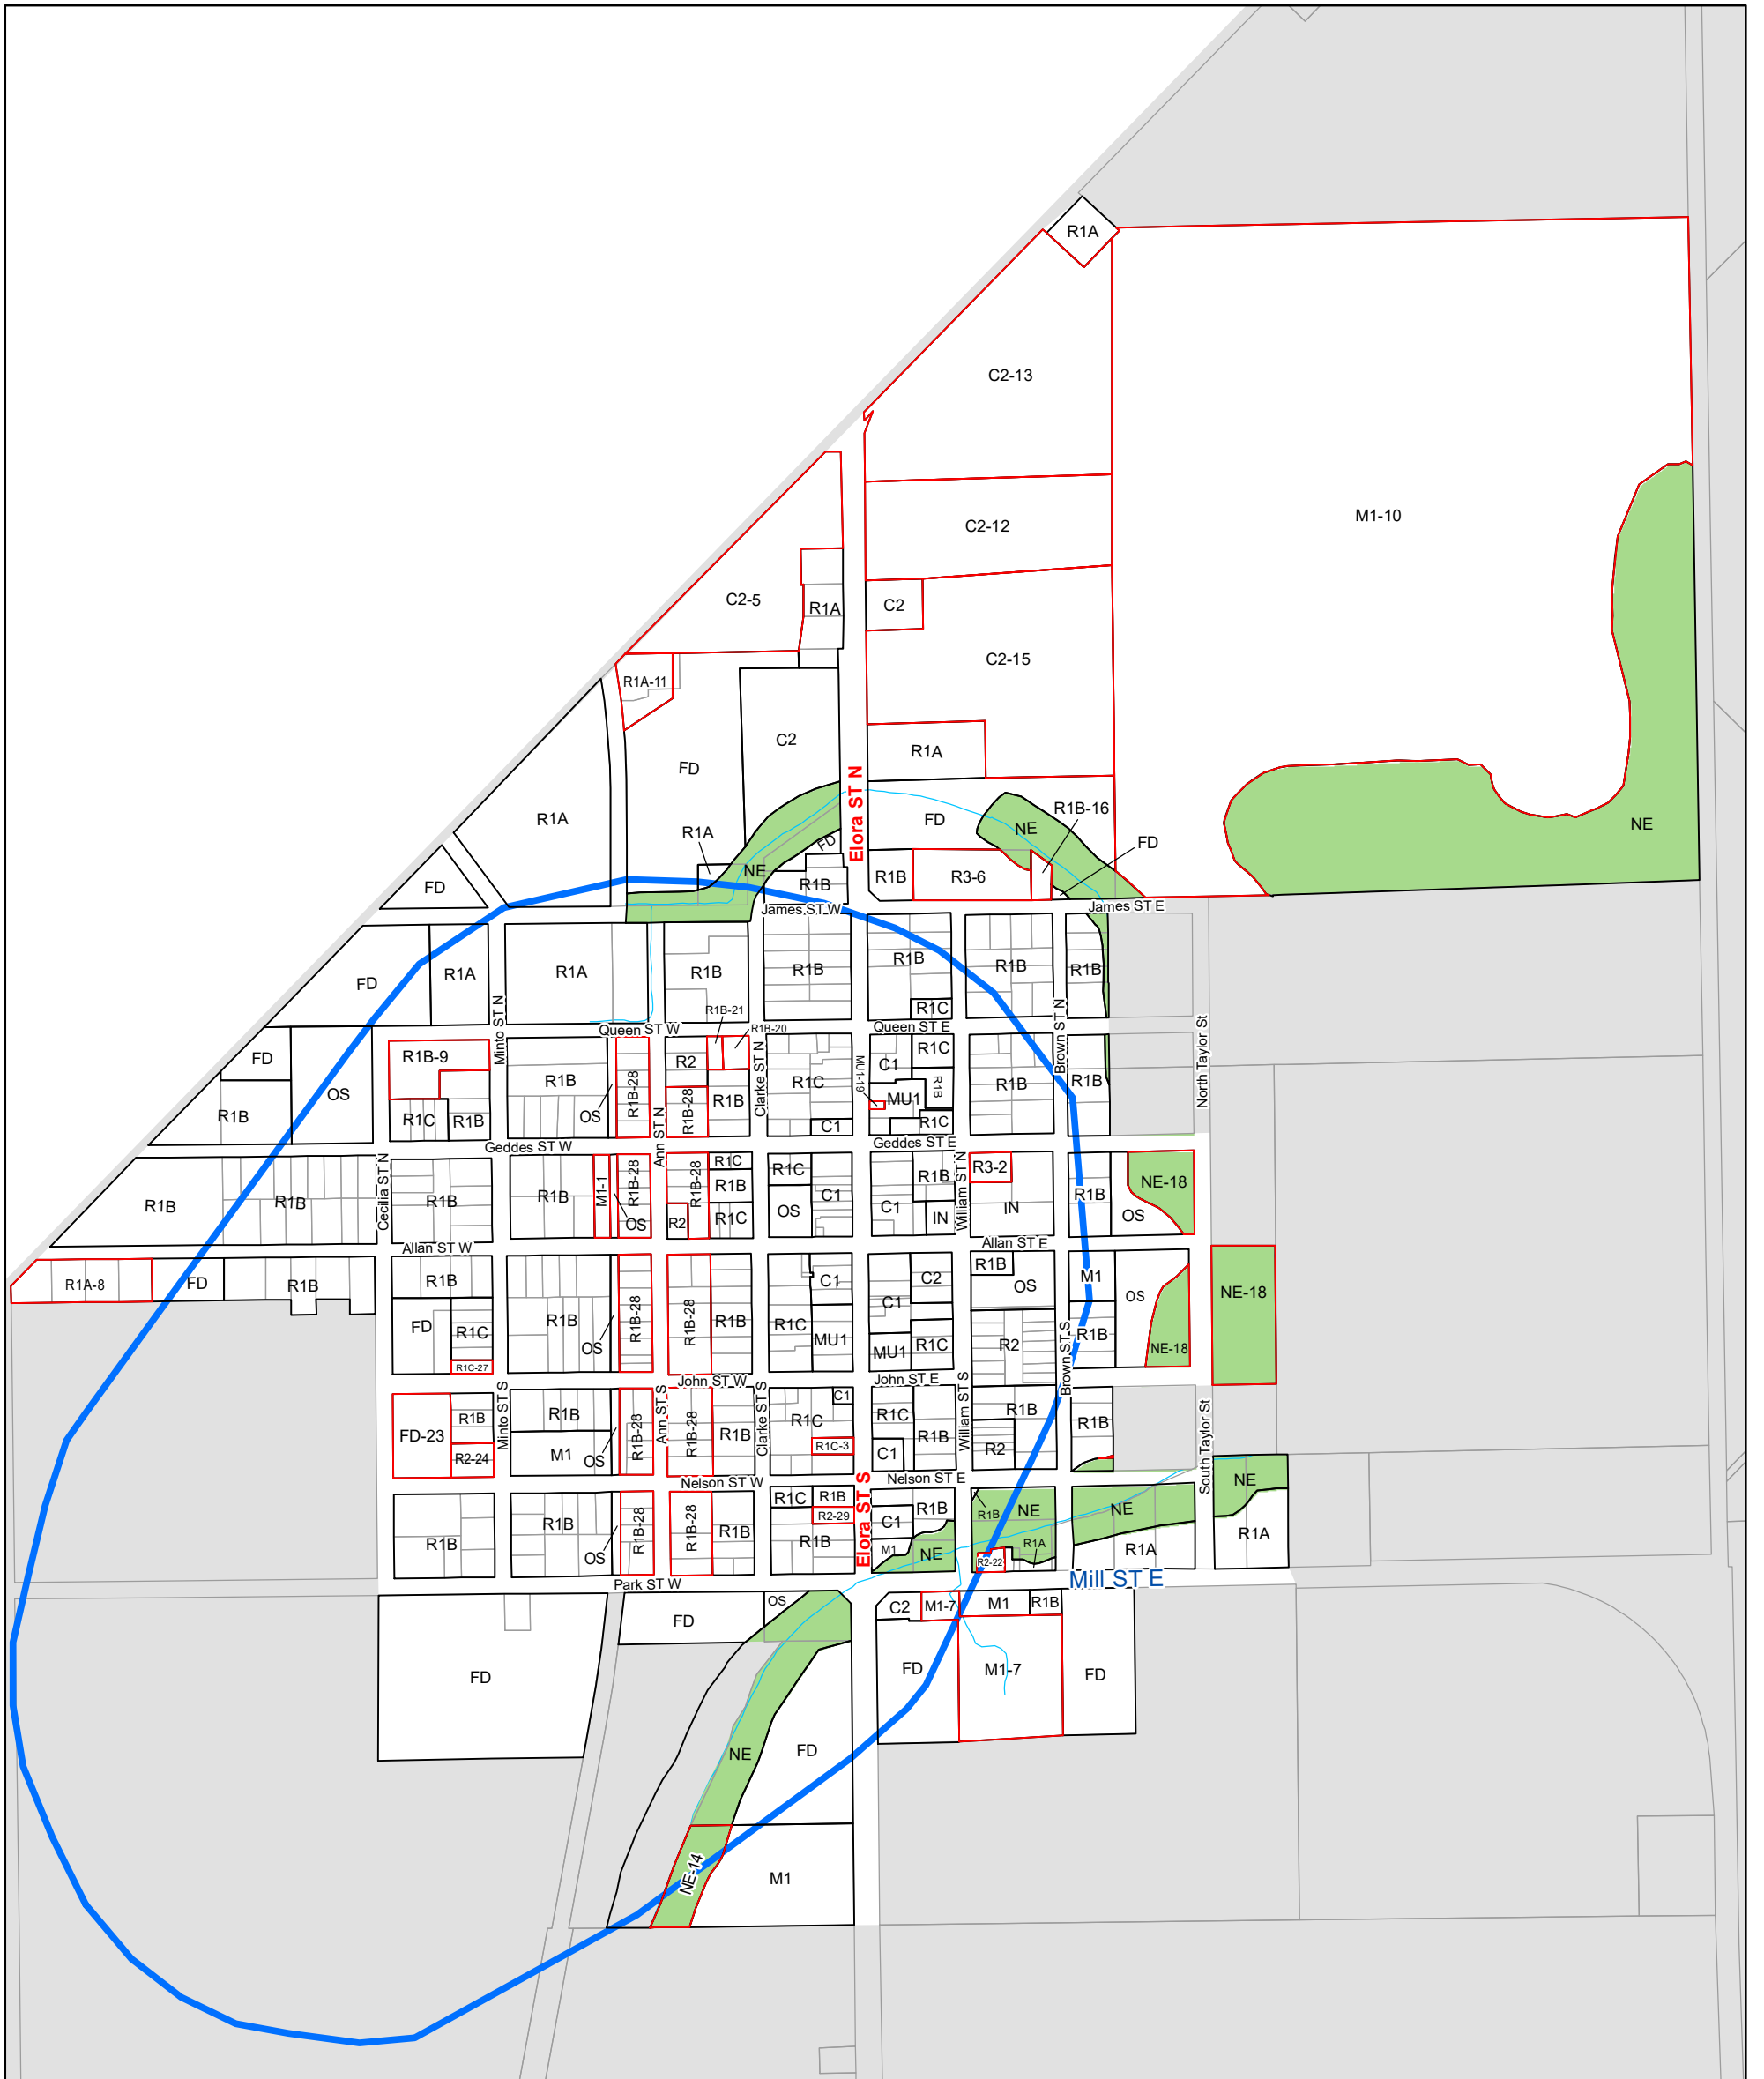 R1A
C2-13
M1-10
C2-12
C2-5
R1A
C2
C2-15
R1A-11
C2
R1A
FD
Elora ST N
R1A
R1A
FD
FD
NE
R1B-16
NE
FD
NE
FD
R1B
R1B
R3-6
James ST W
James ST E
FD
R1A
R1A
R1B
R1B
R1B
R1B
R1B
R1C
R1B-21
R1B-20
Minto ST N
Queen ST W
Queen ST E
Brown ST N
North Taylor St
FD
OS
R1B
R1B-9
R1C
R1B
R1B
OS
R1B-28
R2
R1B-28
R1B
Clarke ST N
R1C
C1
MU1-19
C1
R1C
R1B
MU1
R1C
R1B
R1B
Geddes ST W
Ann ST N
Geddes ST E
R1B
R1B
Cecilia ST N
R1B
R1B
M1-1
R1B-28
OS
R1B-28
R2
R1C
R1B
R1C
R1C
OS
C1
C1
R1B
IN
William ST N
R3-2
IN
R1B
OS
NE-18
Allan ST W
Allan ST E
R1A-8
FD
R1B
R1B
FD
R1C
R1C-27
R1B
OS
R1B-28
R1B-28
R1B
R1C
C1
MU1
C1
C2
MU1
R1C
R1B
OS
R2
M1
R1B
OS
NE-18
NE-18
Brown ST S
John ST W
John ST E
Minto ST S
Ann ST S
Clarke ST S
William ST S
South Taylor St
FD-23
R1B
R2-24
R1B
M1
OS
R1B-28
R1B-28
R1B
R1C
C1
R1C-3
R1C
C1
R1B
R1B
R2
R1B
Nelson ST W
Nelson ST E
Elora ST S
R1B
R1B
OS
R1B-28
R1B-28
R1B
R1C
R1B
R2-29
R1B
C1
R1B
M1
NE
R1B
NE
R1A
R2-22
NE
R1A
NE
R1A
Park ST W
Mill ST E
FD
FD
OS
C2
M1-7
M1
R1B
FD
M1-7
FD
NE
FD
NE-14
M1